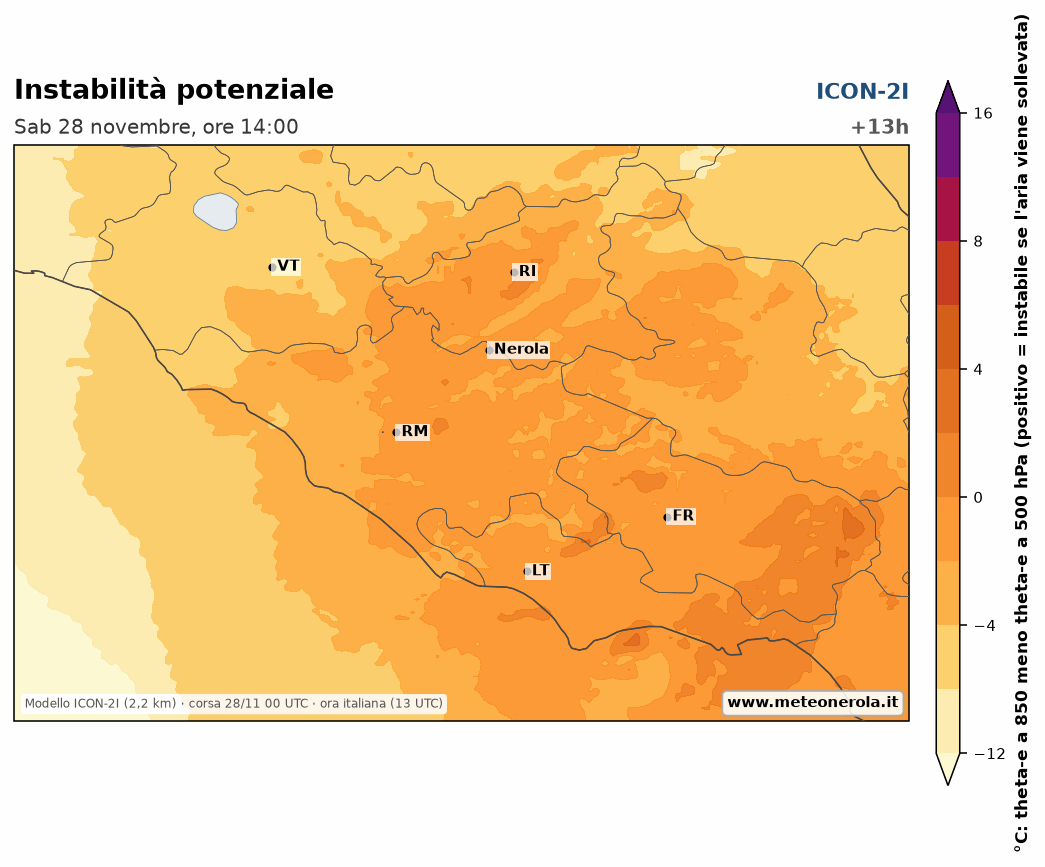 Instabilità potenziale
ICON-2I
Sab 28 novembre, ore 14:00
+13h
VT
RI
Nerola
RM
FR
LT
Modello ICON-2I (2,2 km) · corsa 28/11 00 UTC · ora italiana (13 UTC)
www.meteonerola.it
16
8
4
0
−4
−12
°C: theta-e a 850 meno theta-e a 500 hPa (positivo = instabile se l'aria viene sollevata)